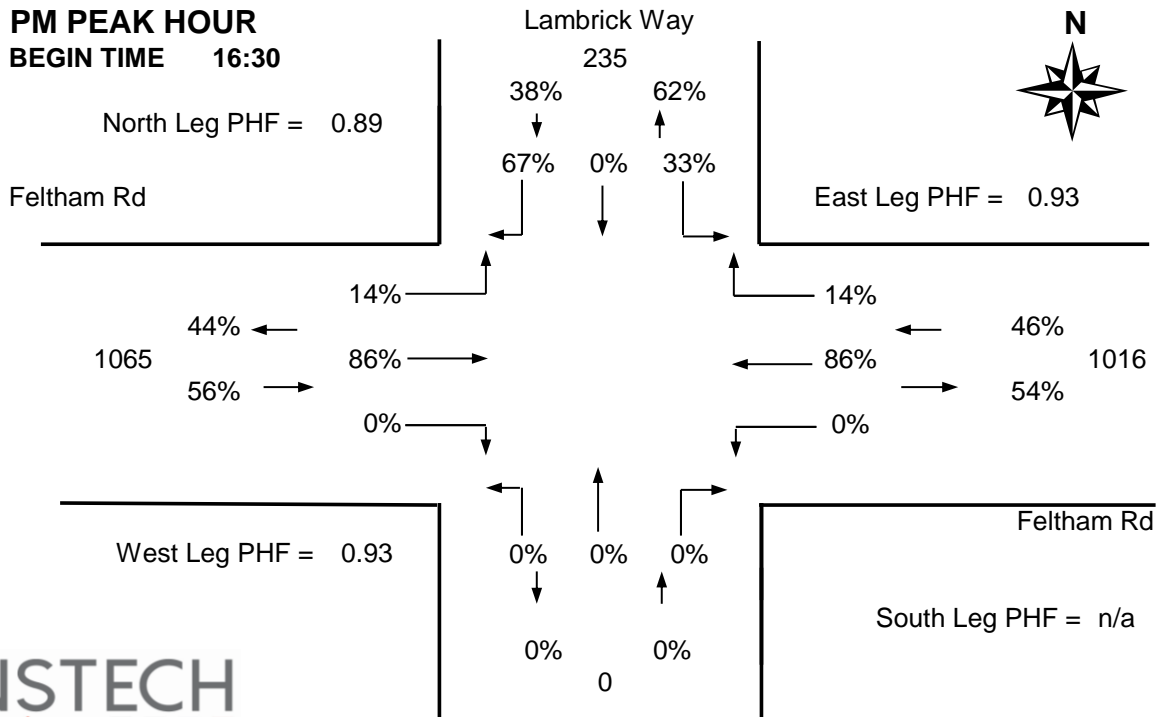 PM PEAK HOUR
Lambrick Way
N
BEGIN TIME 16:30
235
38% 62%
North Leg PHF = 0.89
67% 0% 33%
Feltham Rd
East Leg PHF = 0.93
14% 14%
44% 46%
1065 86% 86% 1016
56% 54%
0% 0%
Feltham Rd
West Leg PHF = 0.93
0% 0% 0%
South Leg PHF = n/a
0% 0%
0
NSTECH